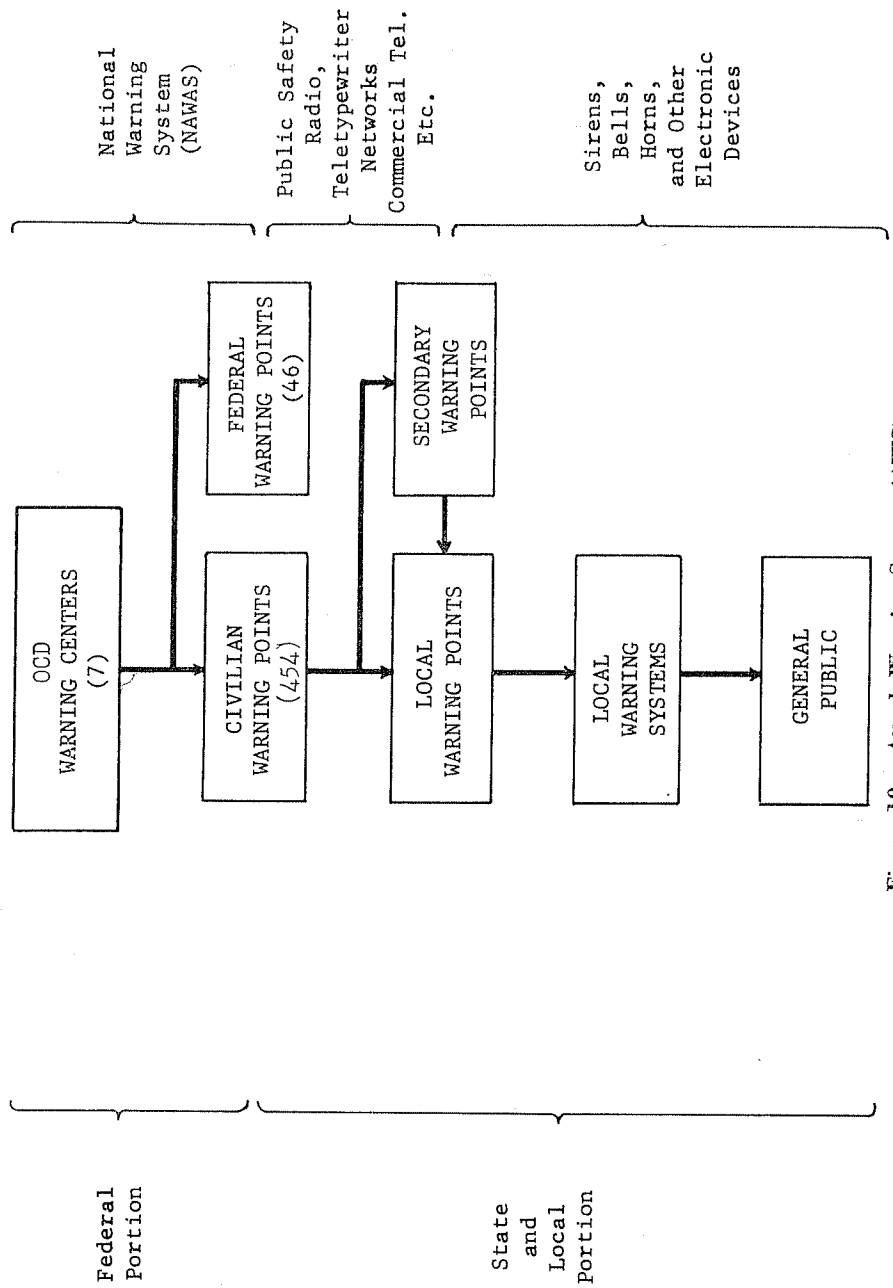 Federal
Portion
State
and
Local
Portion
OCD
WARNING CENTERS
(7)
CIVILIAN
WARNING POINTS
(454)
FEDERAL
WARNING POINTS
(46)
LOCAL
WARNING POINTS
SECONDARY
WARNING
POINTS
LOCAL
WARNING
SYSTEMS
GENERAL
PUBLIC
National
Warning
System
(NAWAS)
Public Safety
Radio,
Teletypewriter
Networks
Commercial Tel.
Etc.
Sirens,
Bells,
Horns,
and Other
Electronic
Devices